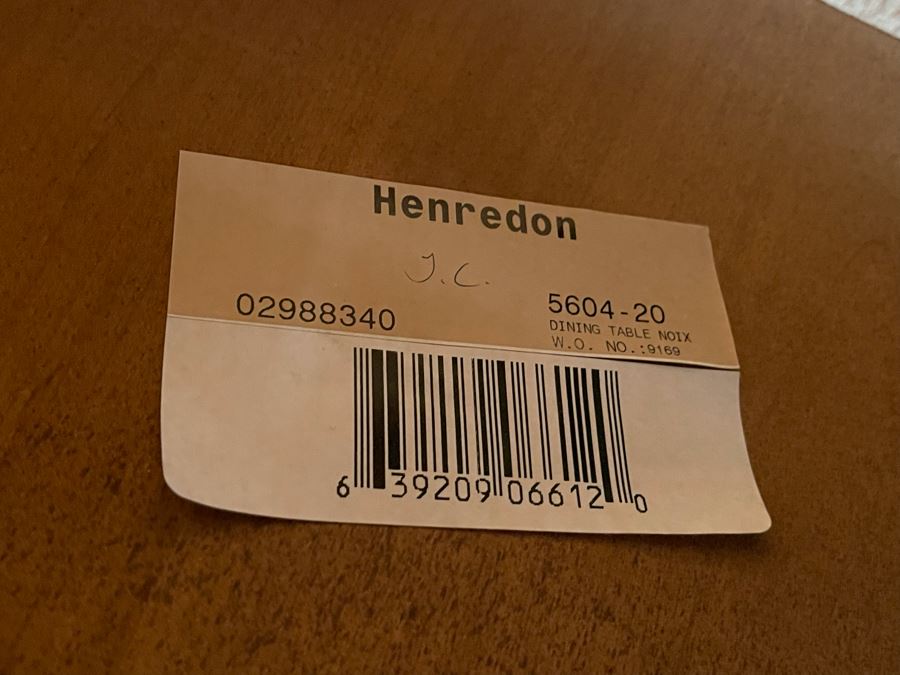 Henredon
J.C.
02988340 5604-20
DINING TABLE NOIX
W.O. NO.:9169
6 39209 06612 0